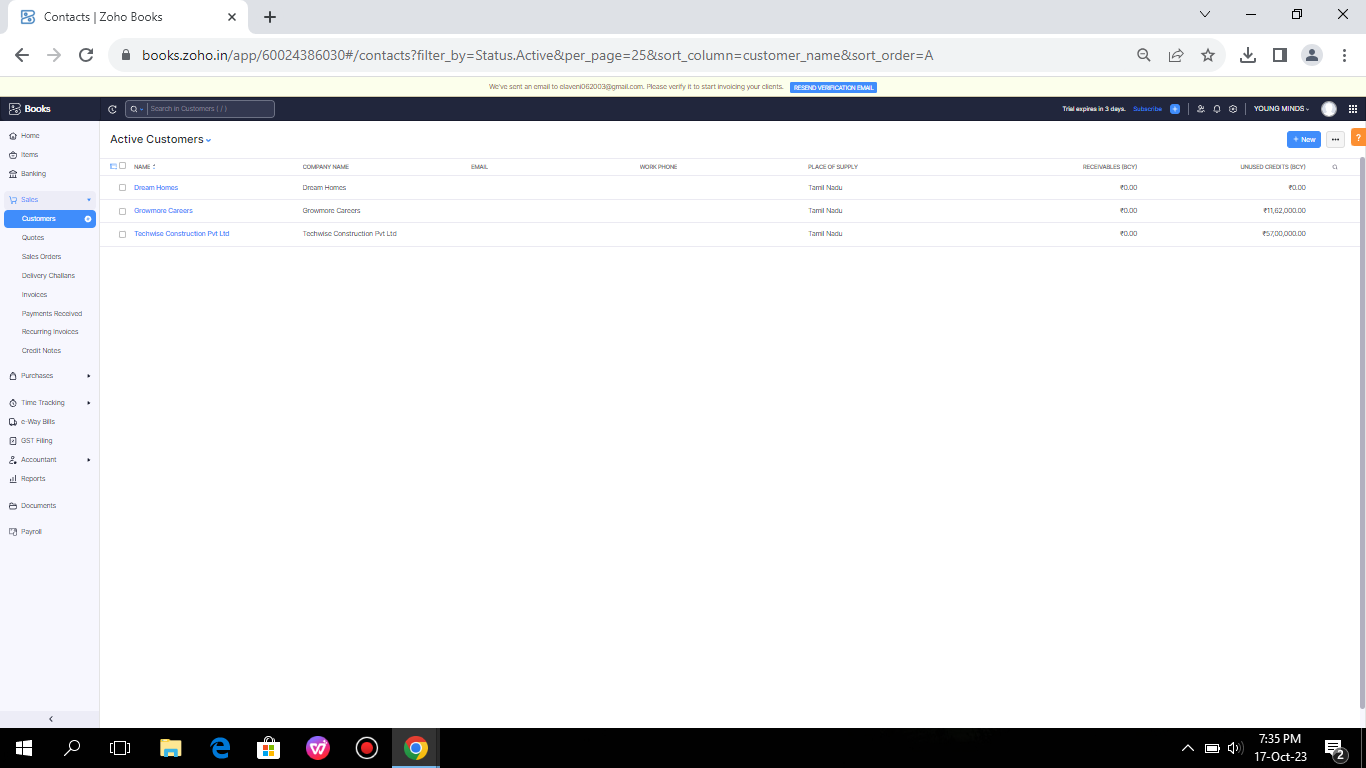 Contacts | Zoho Books
books.zoho.in/app/60024386030#/contacts?filter_by=Status.Active&per_page=25&sort_column=customer_name&sort_order=A
We've sent an email to elaveni062003@gmail.com. Please verify it to start invoicing your clients. RESEND VERIFICATION EMAIL
Books Search in Customers ( / ) Trial expires in 3 days. Subscribe YOUNG MINDS
Home
Items
Banking
Sales
Customers
Quotes
Sales Orders
Delivery Challans
Invoices
Payments Received
Recurring Invoices
Credit Notes
Purchases
Time Tracking
e-Way Bills
GST Filing
Accountant
Reports
Documents
Payroll
Active Customers + New ?
NAME COMPANY NAME EMAIL WORK PHONE PLACE OF SUPPLY RECEIVABLES (BCY) UNUSED CREDITS (BCY)
Dream Homes Dream Homes Tamil Nadu ₹0.00 ₹0.00
Growmore Careers Growmore Careers Tamil Nadu ₹0.00 ₹11,62,000.00
Techwise Construction Pvt Ltd Techwise Construction Pvt Ltd Tamil Nadu ₹0.00 ₹57,00,000.00
7:35 PM
17-Oct-23
2